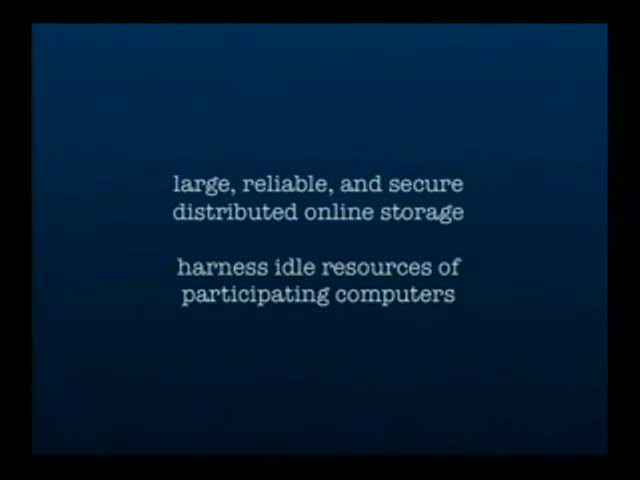 large, reliable, and secure
distributed online storage
harness idle resources of
participating computers